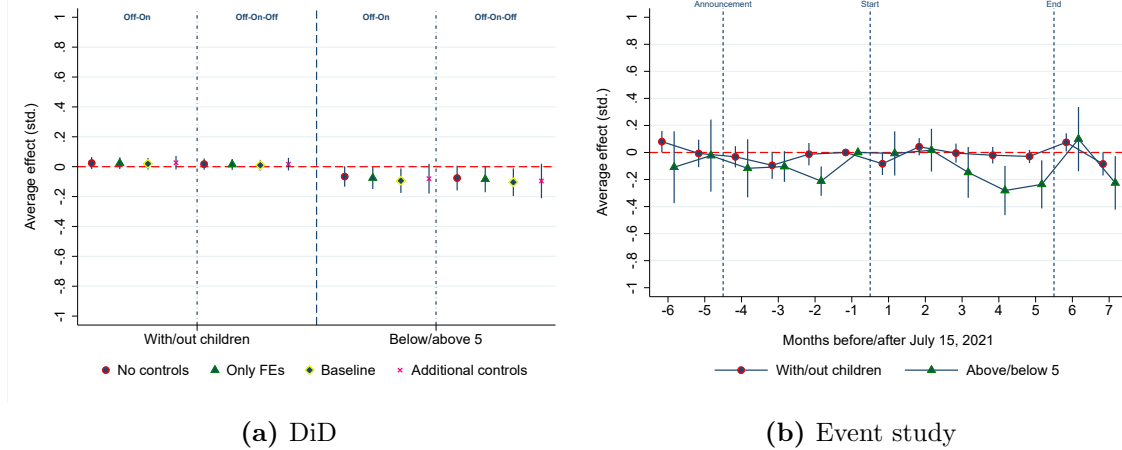 Off-On
Off-On-Off
Off-On
Off-On-Off
Average effect (std.)
1
.8
.6
.4
.2
0
-.2
-.4
-.6
-.8
-1
With/out children
Below/above 5
No controls
Only FEs
Baseline
Additional controls
(a) DiD
Announcement
Start
End
Average effect (std.)
1
.8
.6
.4
.2
0
-.2
-.4
-.6
-.8
-1
-6 -5 -4 -3 -2 -1 1 2 3 4 5 6 7
Months before/after July 15, 2021
With/out children
Above/below 5
(b) Event study